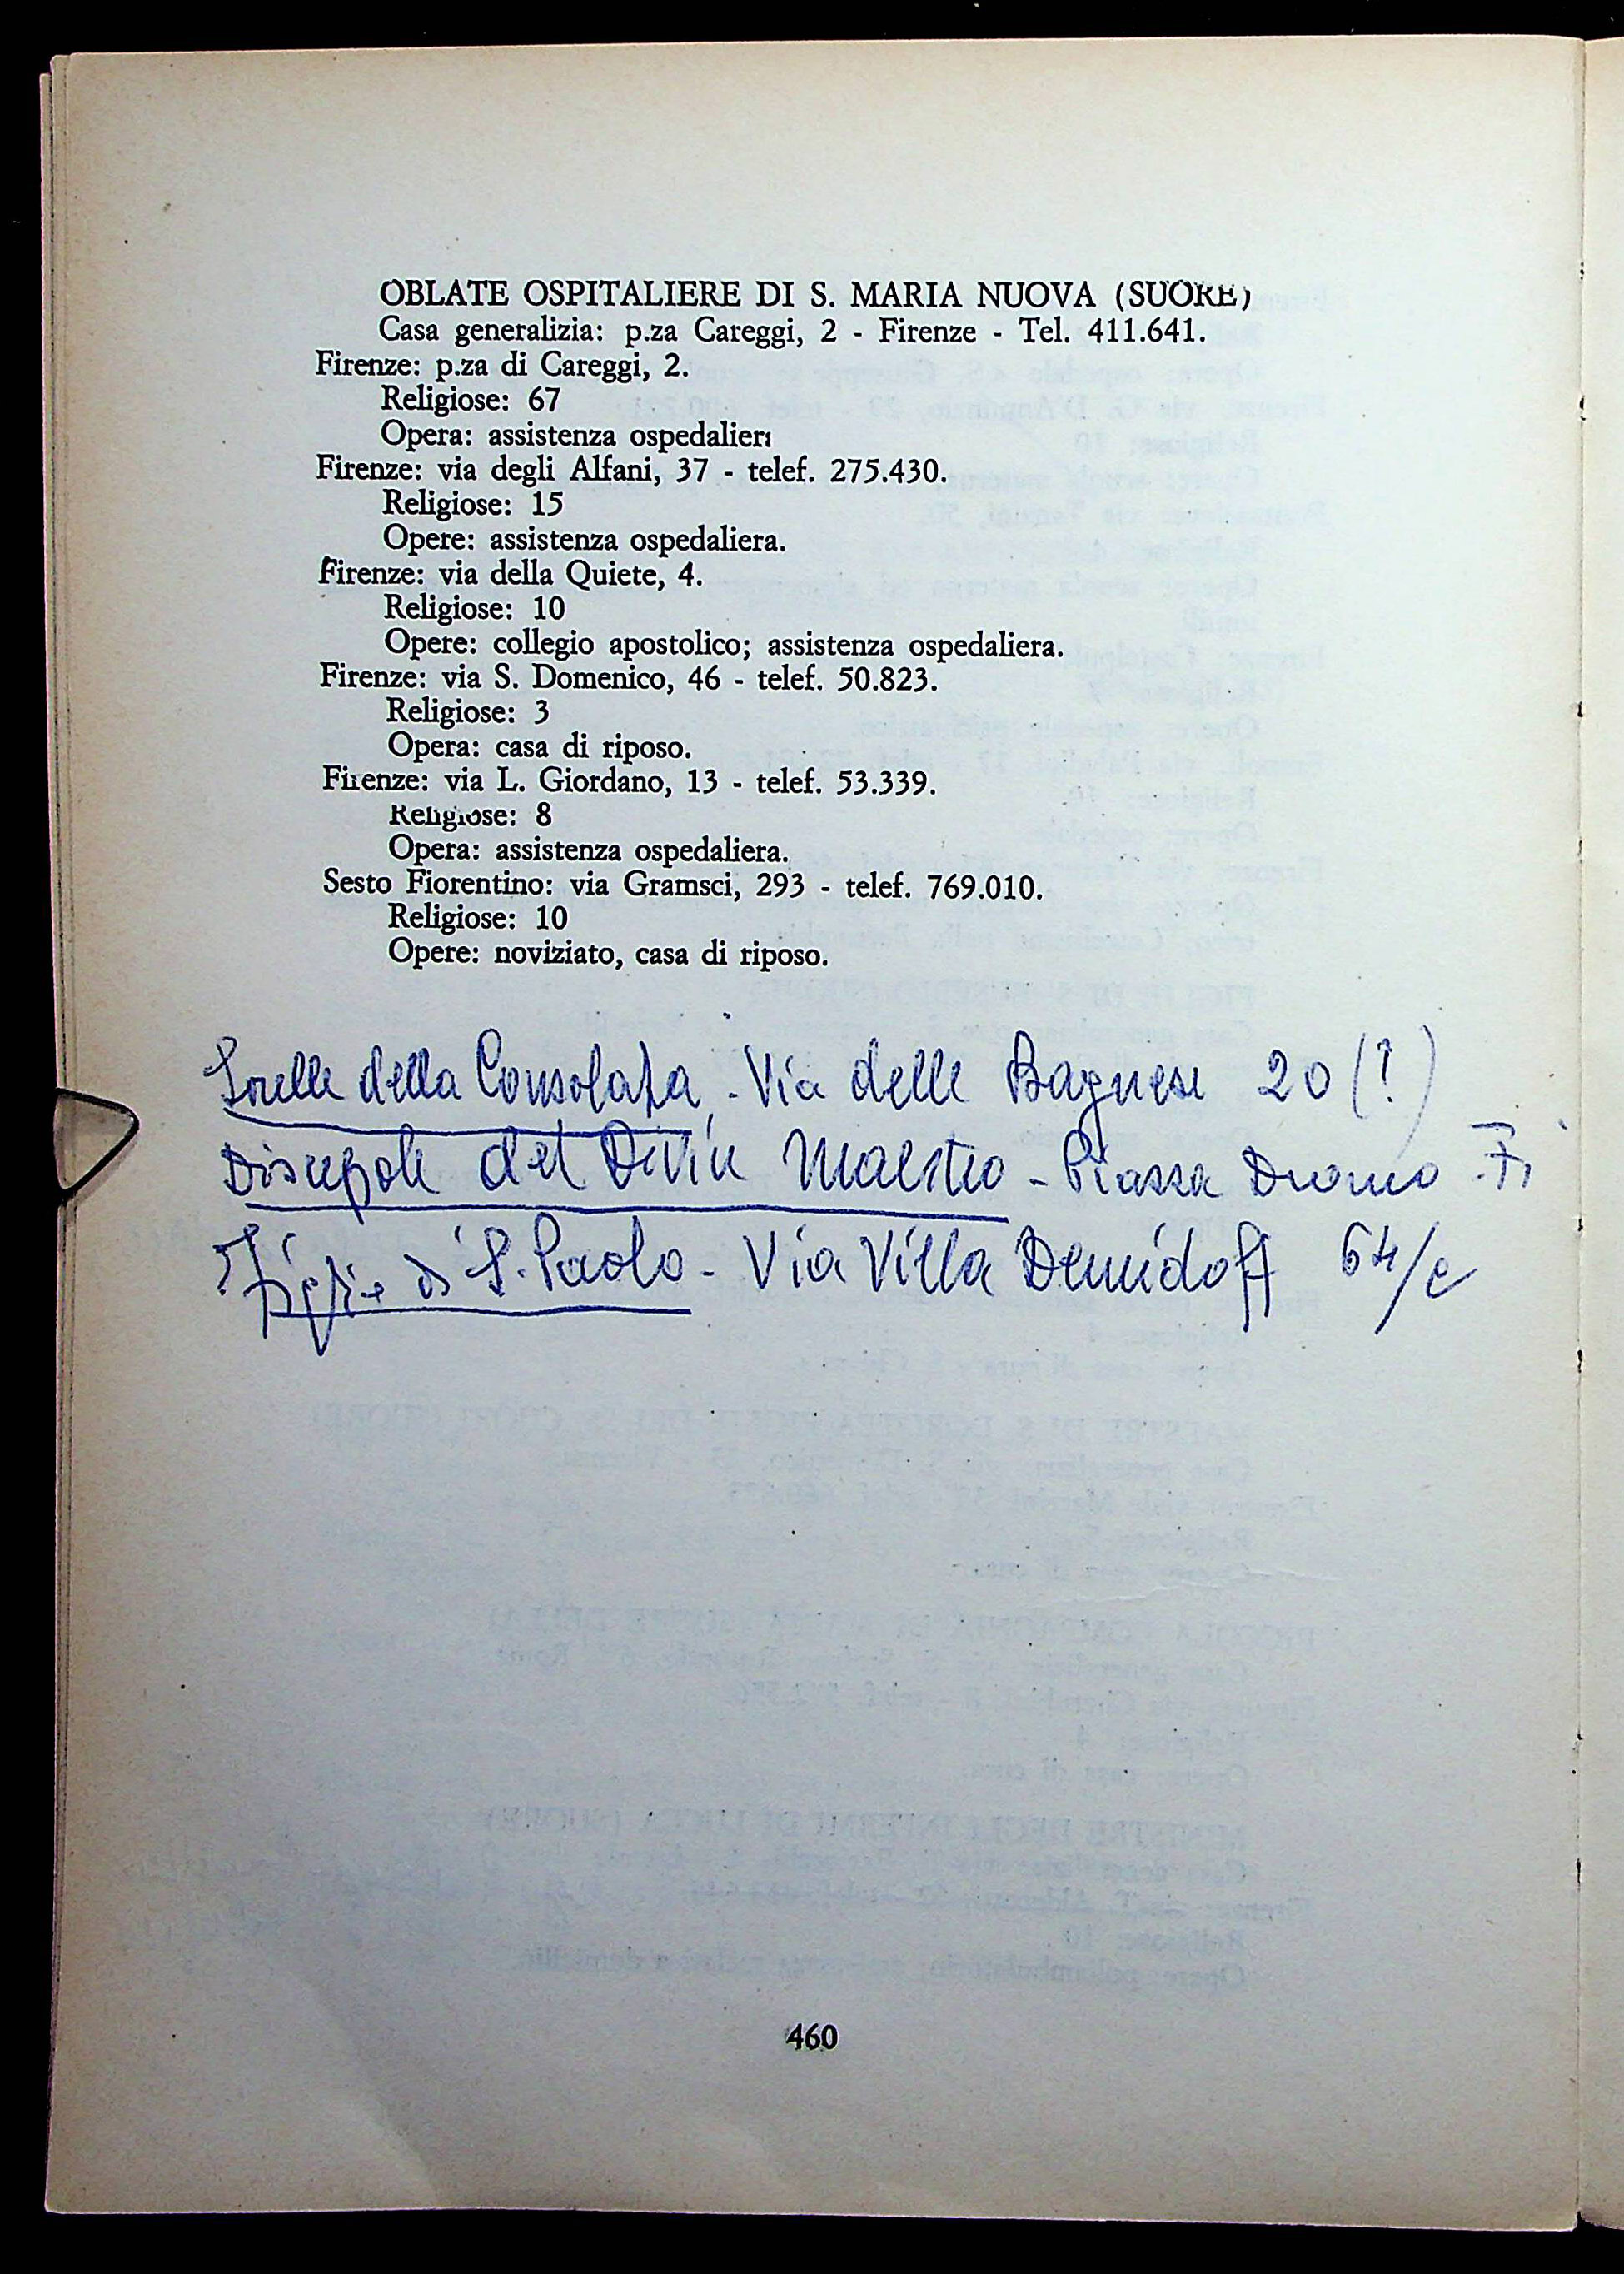 OBLATE OSPITALIERE DI S. MARIA NUOVA (SUORE)
Casa generalizia: p.za Careggi, 2 - Firenze - Tel. 411.641.
Firenze: p.za di Careggi, 2.
Religiose: 67
Opera: assistenza ospedaliera
Firenze: via degli Alfani, 37 - telef. 275.430.
Religiose: 15
Opere: assistenza ospedaliera.
Firenze: via della Quiete, 4.
Religiose: 10
Opere: collegio apostolico; assistenza ospedaliera.
Firenze: via S. Domenico, 46 - telef. 50.823.
Religiose: 3
Opera: casa di riposo.
Firenze: via L. Giordano, 13 - telef. 53.339.
Religiose: 8
Opera: assistenza ospedaliera.
Sesto Fiorentino: via Gramsci, 293 - telef. 769.010.
Religiose: 10
Opere: noviziato, casa di riposo.
Sorelle della Consolata - Via delle Bagnese 20 (?)
Discepole del Divin Maestro - Piazza Duomo - Fi
Figlie di S. Paolo - Via Villa Demidoff 64/c
460